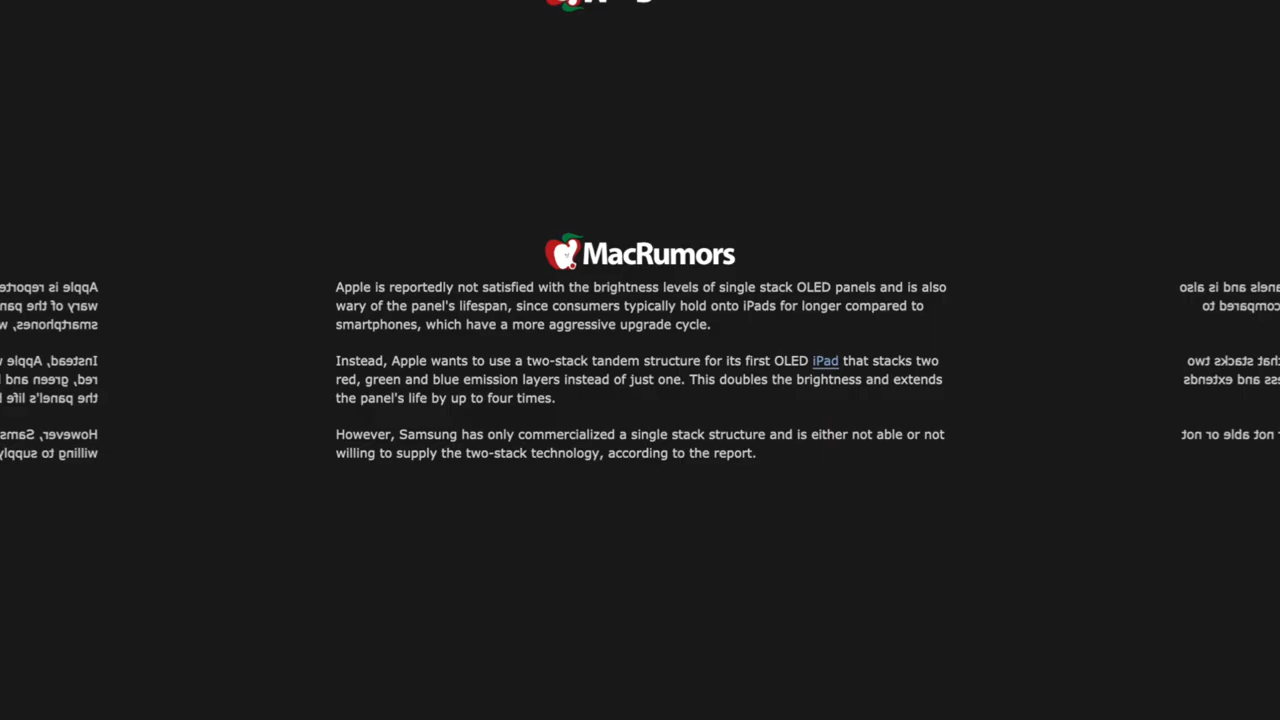 MacRumors
Apple is reportedly not satisfied with the brightness levels of single stack OLED panels and is also
wary of the panel's lifespan, since consumers typically hold onto iPads for longer compared to
smartphones, which have a more aggressive upgrade cycle.
Instead, Apple wants to use a two-stack tandem structure for its first OLED iPad that stacks two
red, green and blue emission layers instead of just one. This doubles the brightness and extends
the panel's life by up to four times.
However, Samsung has only commercialized a single stack structure and is either not able or not
willing to supply the two-stack technology, according to the report.